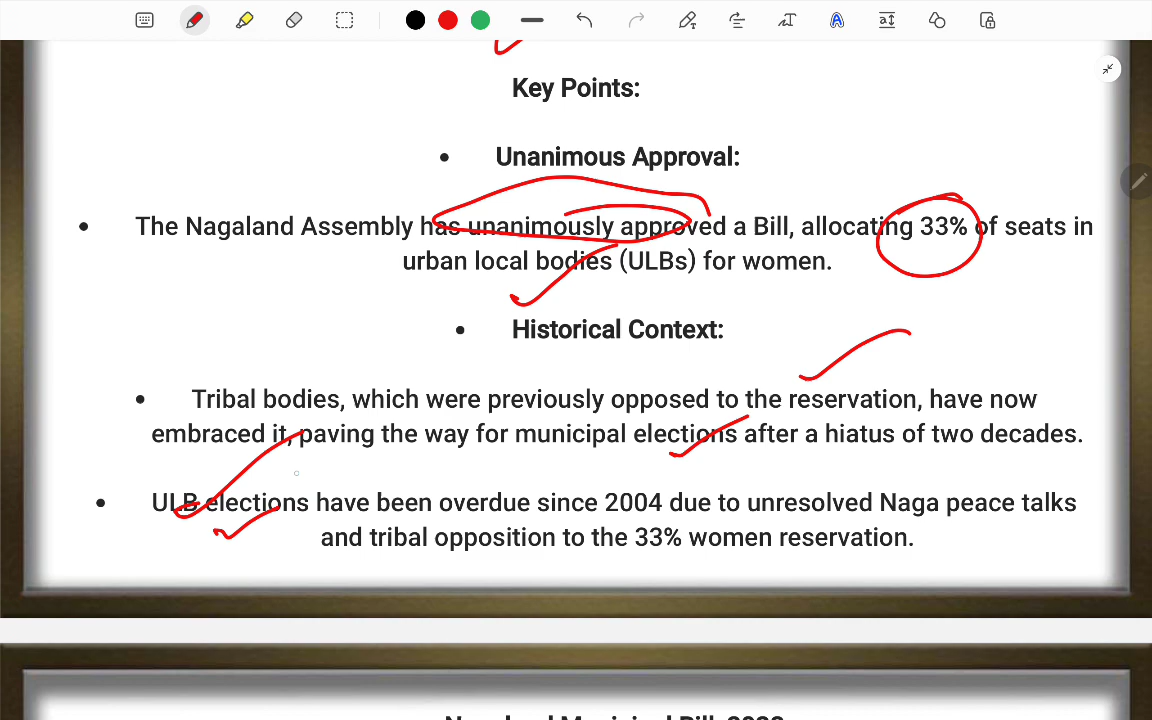 Key Points:
• Unanimous Approval:
• The Nagaland Assembly has unanimously approved a Bill, allocating 33% of seats in
urban local bodies (ULBs) for women.
• Historical Context:
• Tribal bodies, which were previously opposed to the reservation, have now
embraced it, paving the way for municipal elections after a hiatus of two decades.
• ULB elections have been overdue since 2004 due to unresolved Naga peace talks
and tribal opposition to the 33% women reservation.